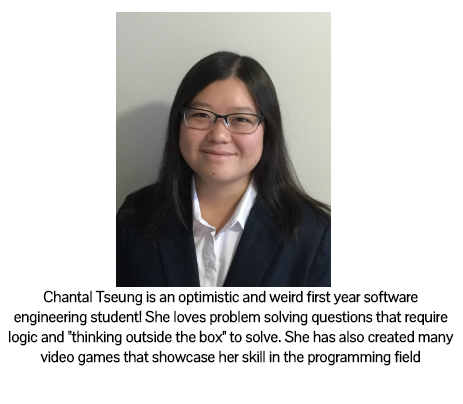 Chantal Tseung is an optimistic and weird first year software
engineering student! She loves problem solving questions that require
logic and "thinking outside the box" to solve. She has also created many
video games that showcase her skill in the programming field